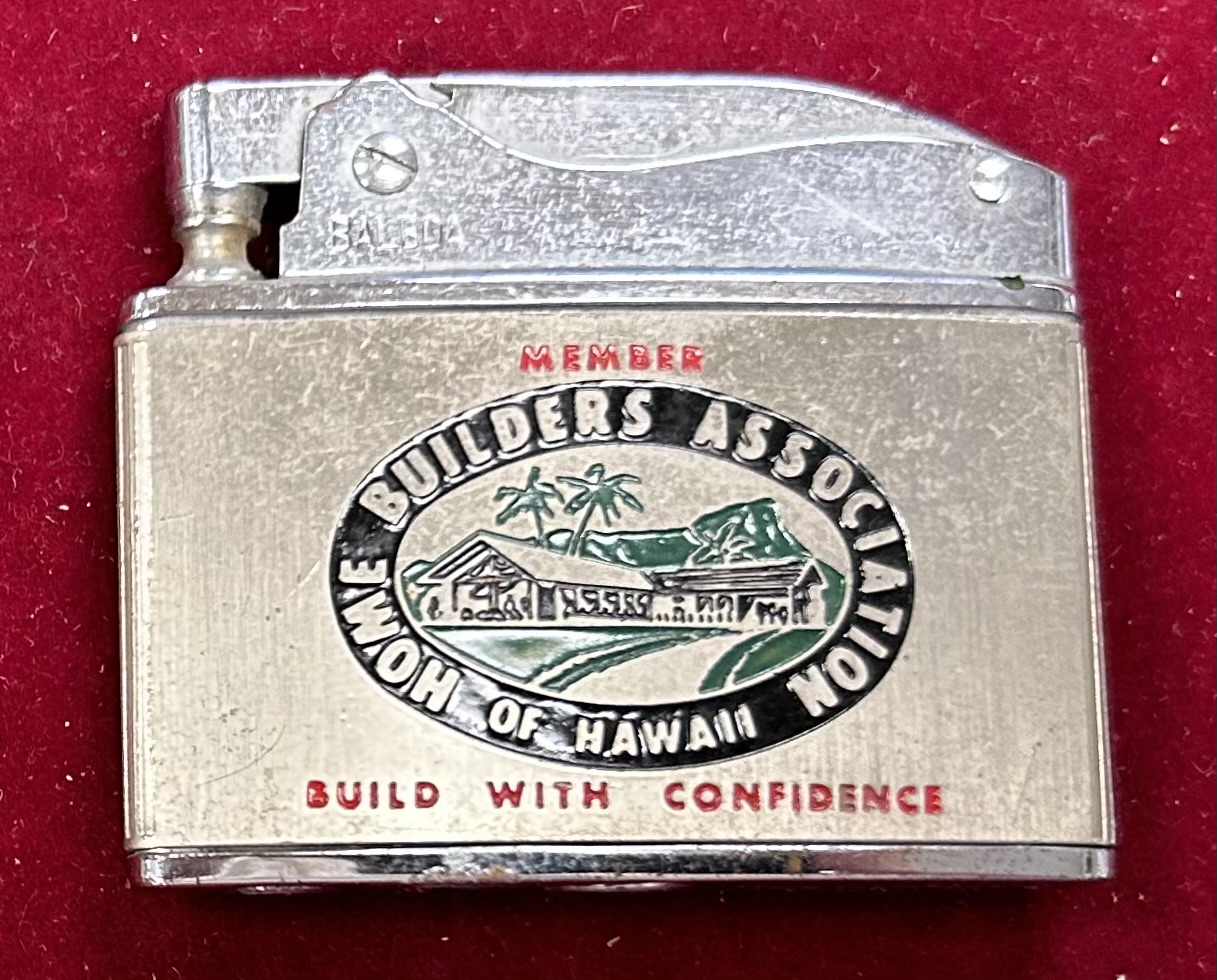 BALBOA
MEMBER
HOME BUILDERS ASSOCIATION
OF HAWAII
BUILD WITH CONFIDENCE